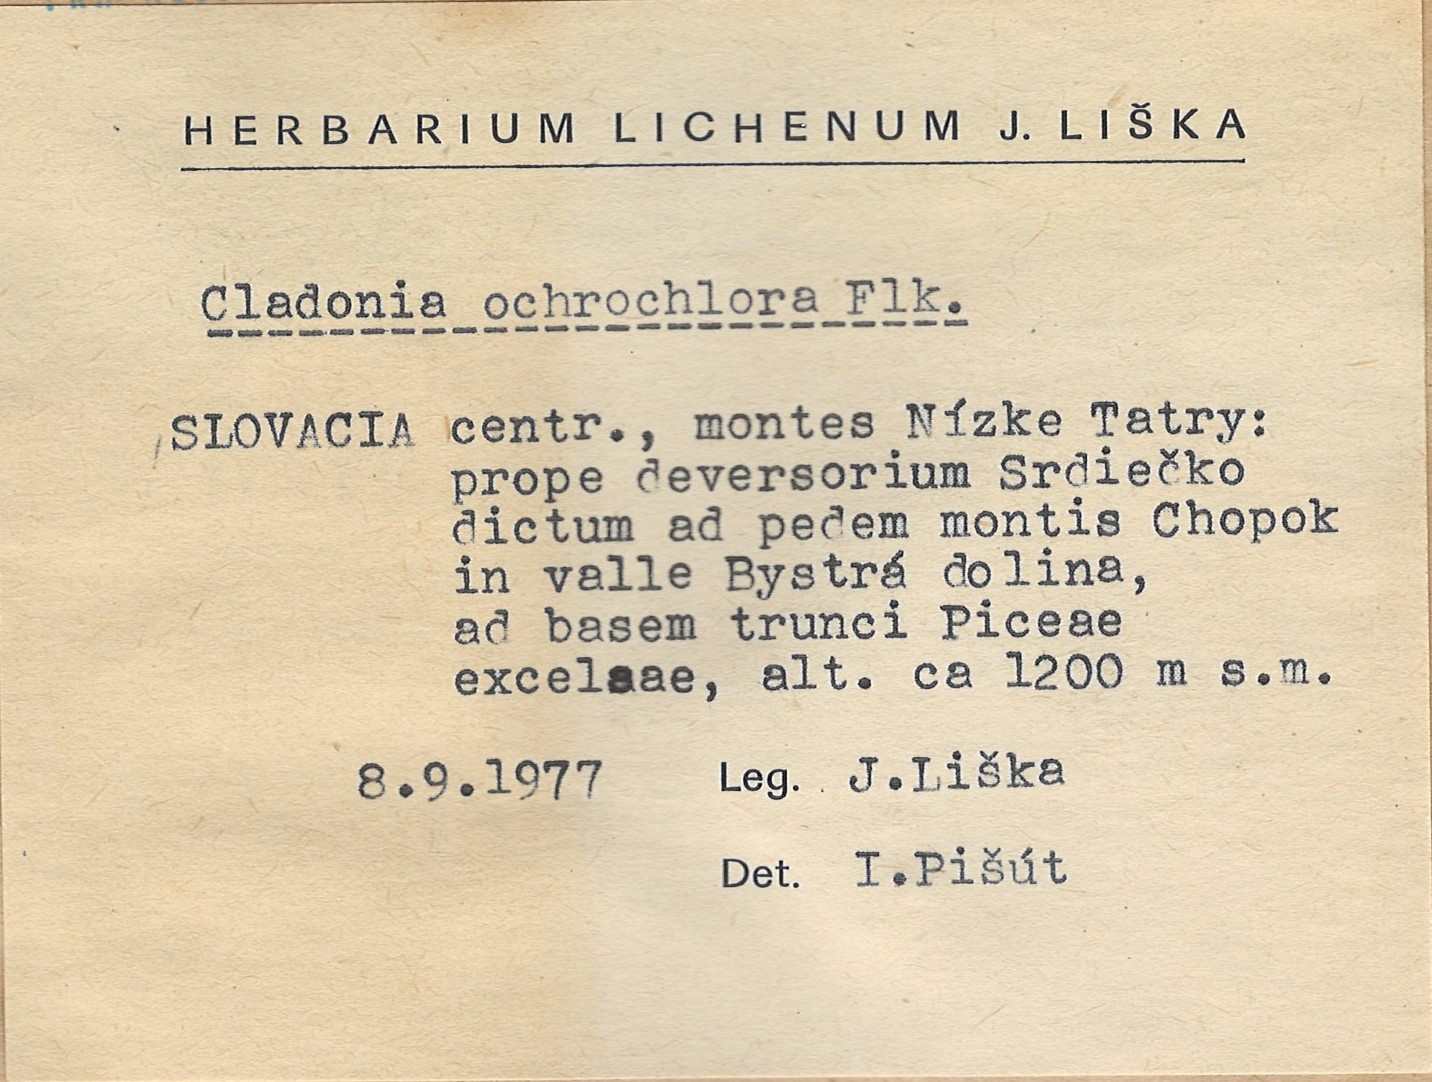 HERBARIUM LICHENUM J. LIŠKA
Cladonia ochrochlora Flk.
SLOVACIA centr., montes Nízke Tatry:
prope deversorium Srdiečko
dictum ad pedem montis Chopok
in valle Bystrá dolina,
ad basem trunci Piceae
excelsae, alt. ca 1200 m s.m.
8.9.1977 Leg. J.Liška
Det. I.Pišút